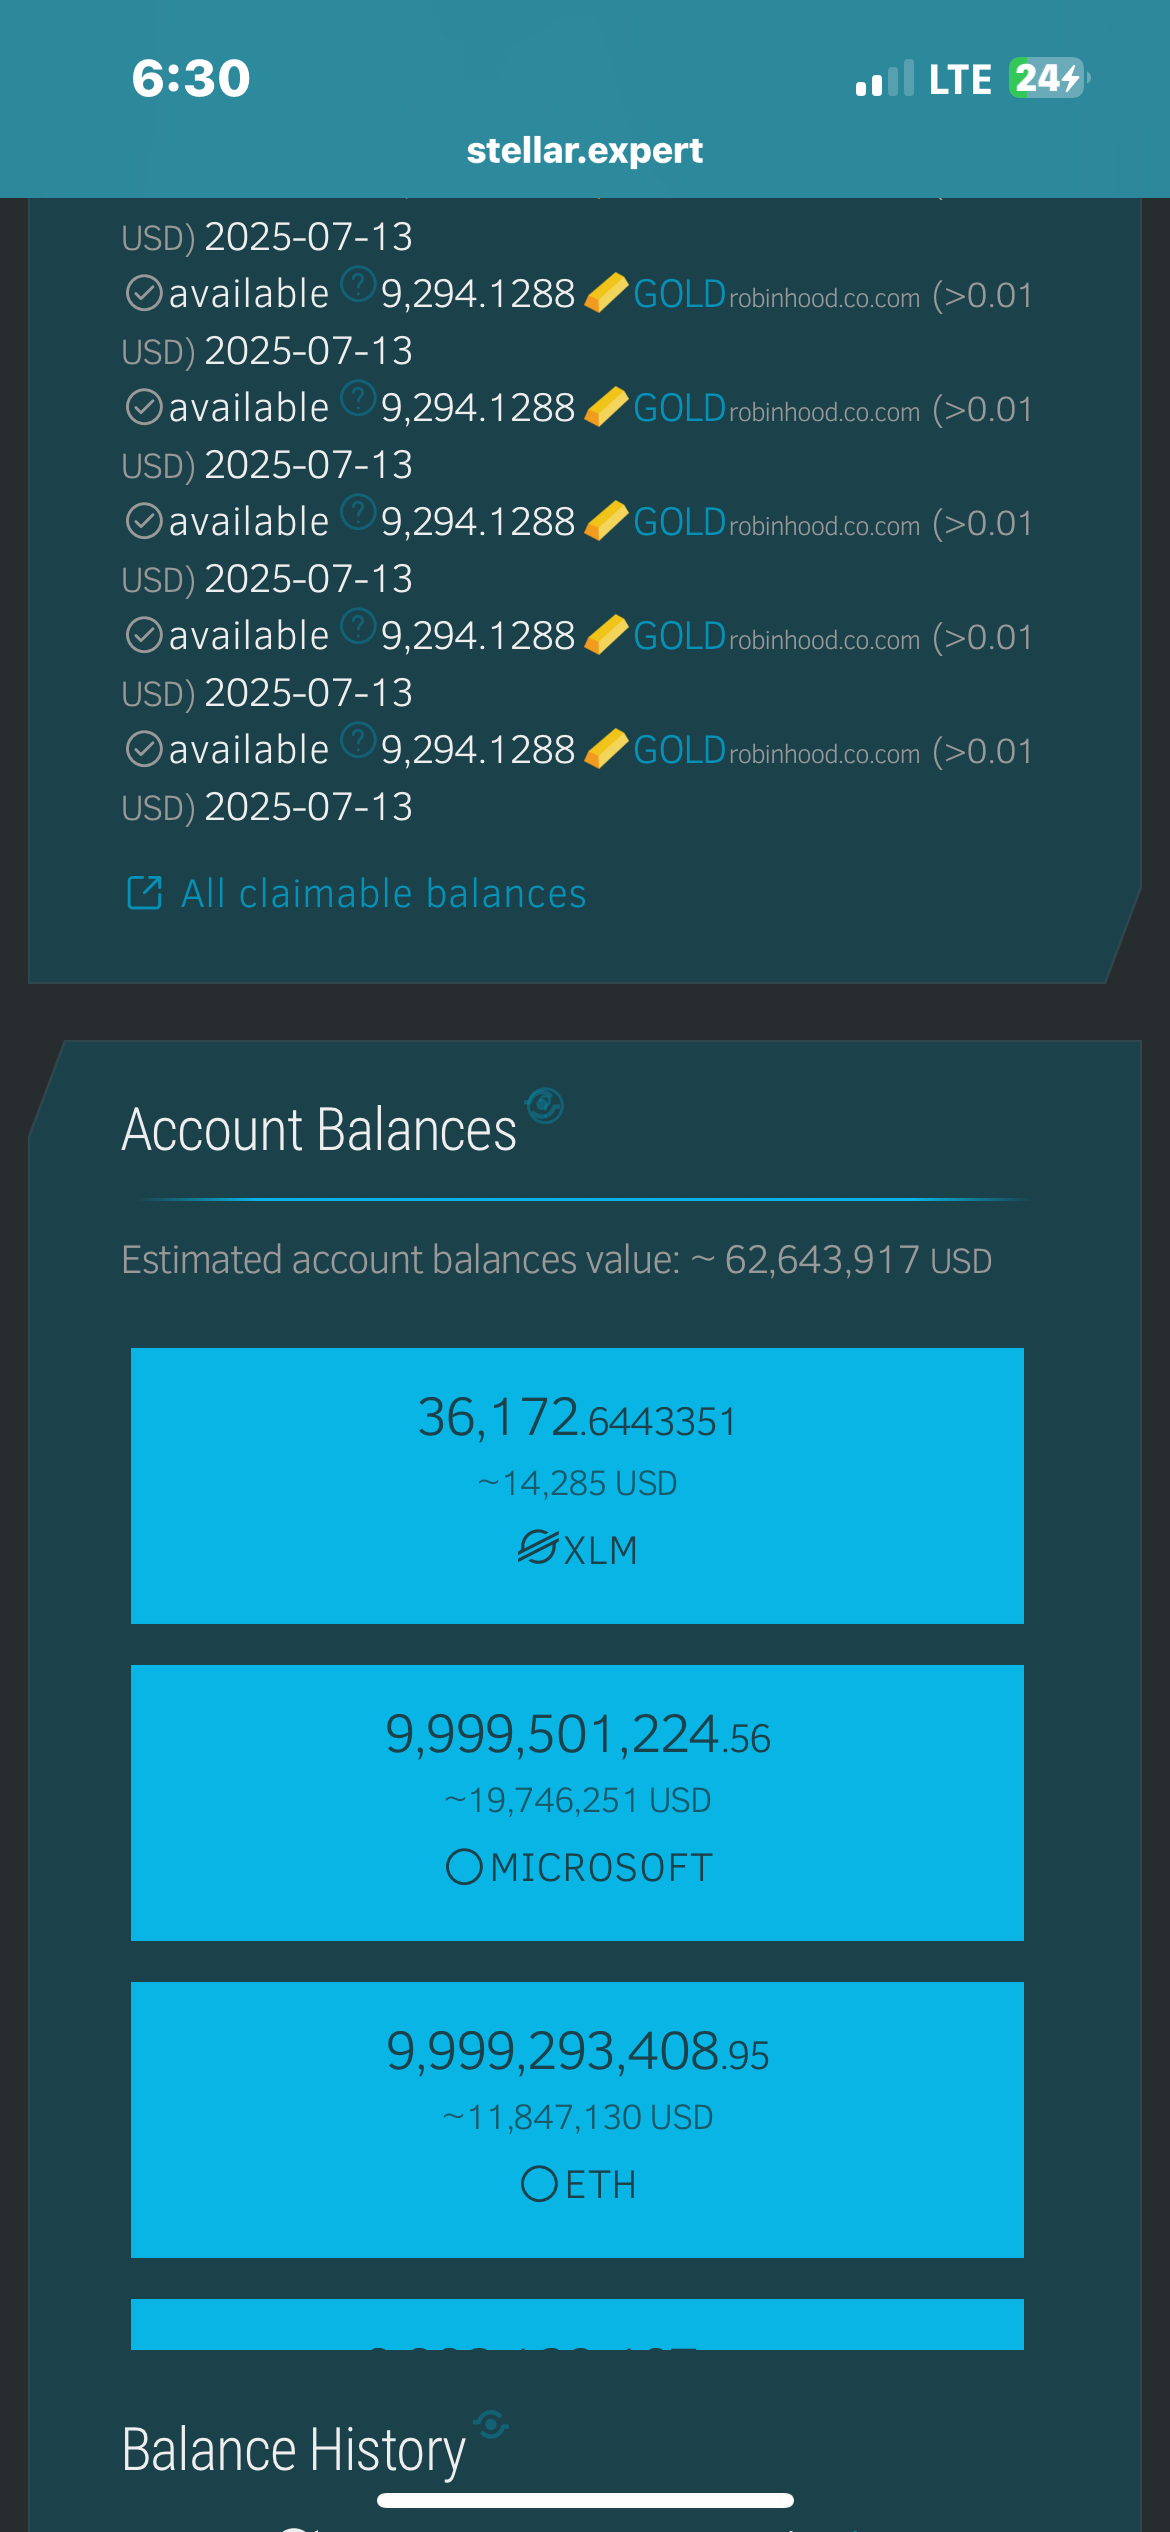 6:30
LTE 24
stellar.expert
USD) 2025-07-13
available ? 9,294.1288 GOLD robinhood.co.com (>0.01
USD) 2025-07-13
available ? 9,294.1288 GOLD robinhood.co.com (>0.01
USD) 2025-07-13
available ? 9,294.1288 GOLD robinhood.co.com (>0.01
USD) 2025-07-13
available ? 9,294.1288 GOLD robinhood.co.com (>0.01
USD) 2025-07-13
available ? 9,294.1288 GOLD robinhood.co.com (>0.01
USD) 2025-07-13
All claimable balances
Account Balances
Estimated account balances value: ~ 62,643,917 USD
36,172.6443351
~14,285 USD
XLM
9,999,501,224.56
~19,746,251 USD
MICROSOFT
9,999,293,408.95
~11,847,130 USD
ETH
Balance History